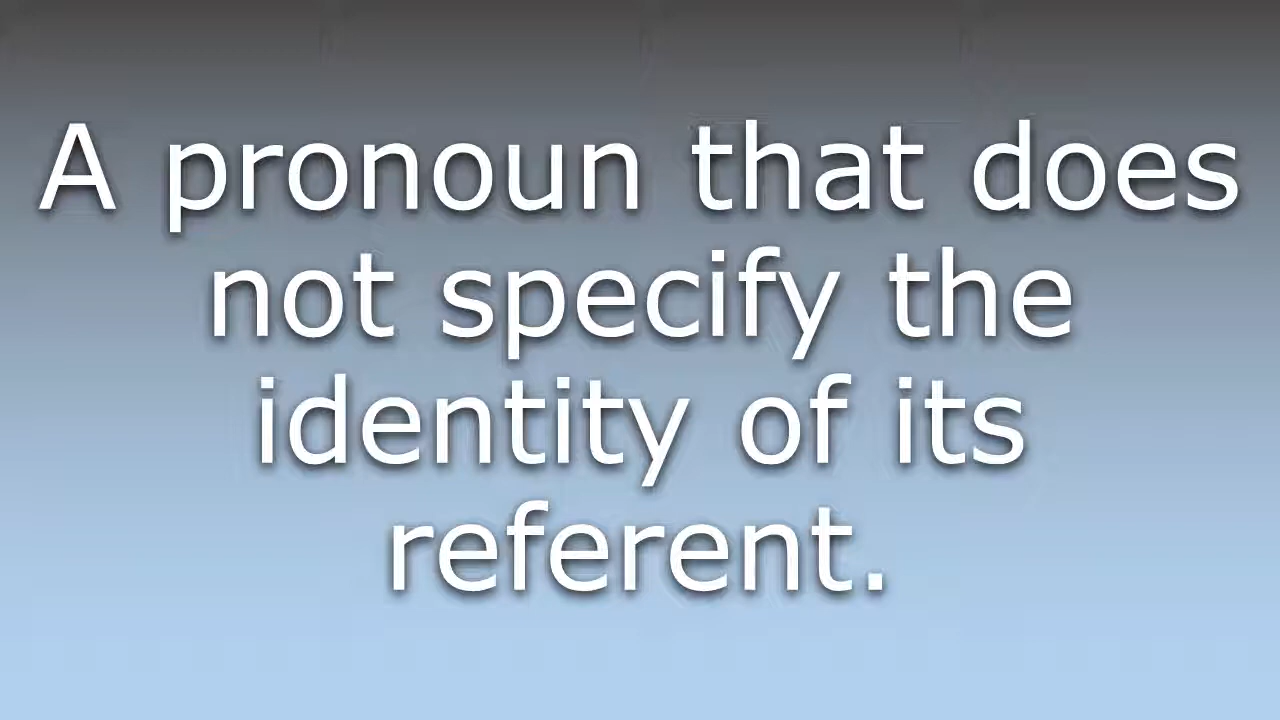 A pronoun that does
not specify the
identity of its
referent.